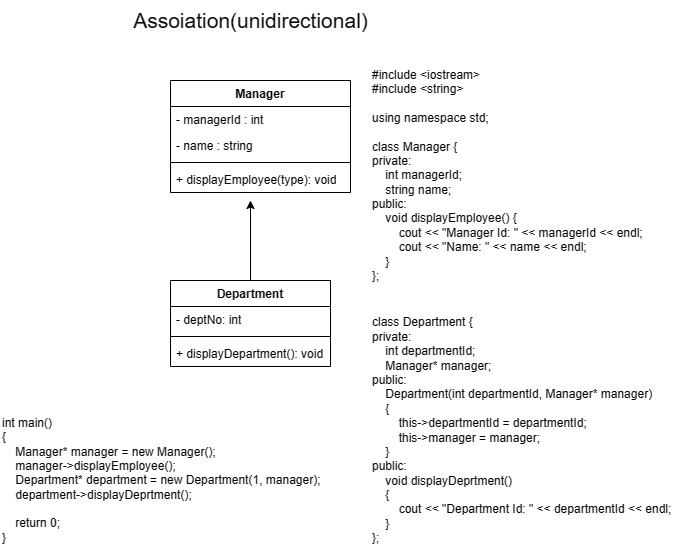 Assoiation(unidirectional)
Manager
- managerId : int
- name : string
+ displayEmployee(type): void
Department
- deptNo: int
+ displayDepartment(): void
#include <iostream>
#include <string>
using namespace std;
class Manager {
private:
int managerId;
string name;
public:
void displayEmployee() {
cout << "Manager Id: " << managerId << endl;
cout << "Name: " << name << endl;
}
};
class Department {
private:
int departmentId;
Manager* manager;
public:
Department(int departmentId, Manager* manager)
{
this->departmentId = departmentId;
this->manager = manager;
}
public:
void displayDeprtment()
{
cout << "Department Id: " << departmentId << endl;
}
};
int main()
{
Manager* manager = new Manager();
manager->displayEmployee();
Department* department = new Department(1, manager);
department->displayDeprtment();
return 0;
}